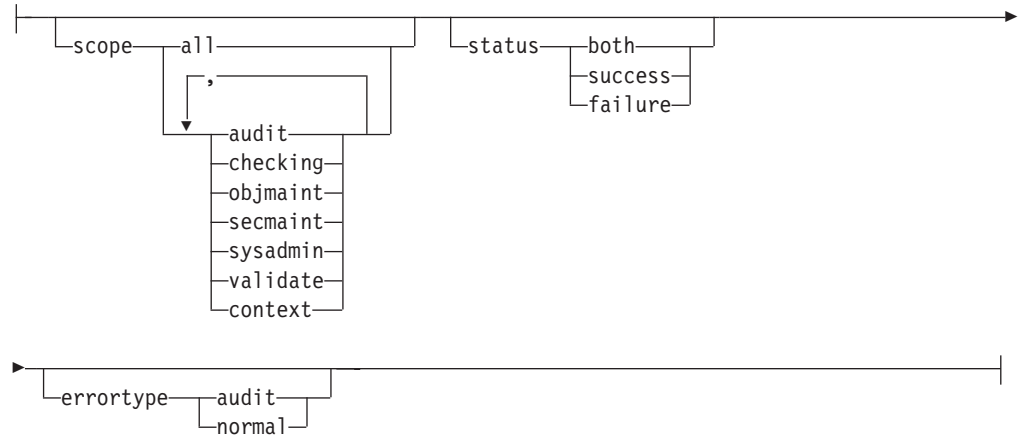 scope all status both
, success
failure
audit
checking
objmaint
secmaint
sysadmin
validate
context
errortype audit
normal